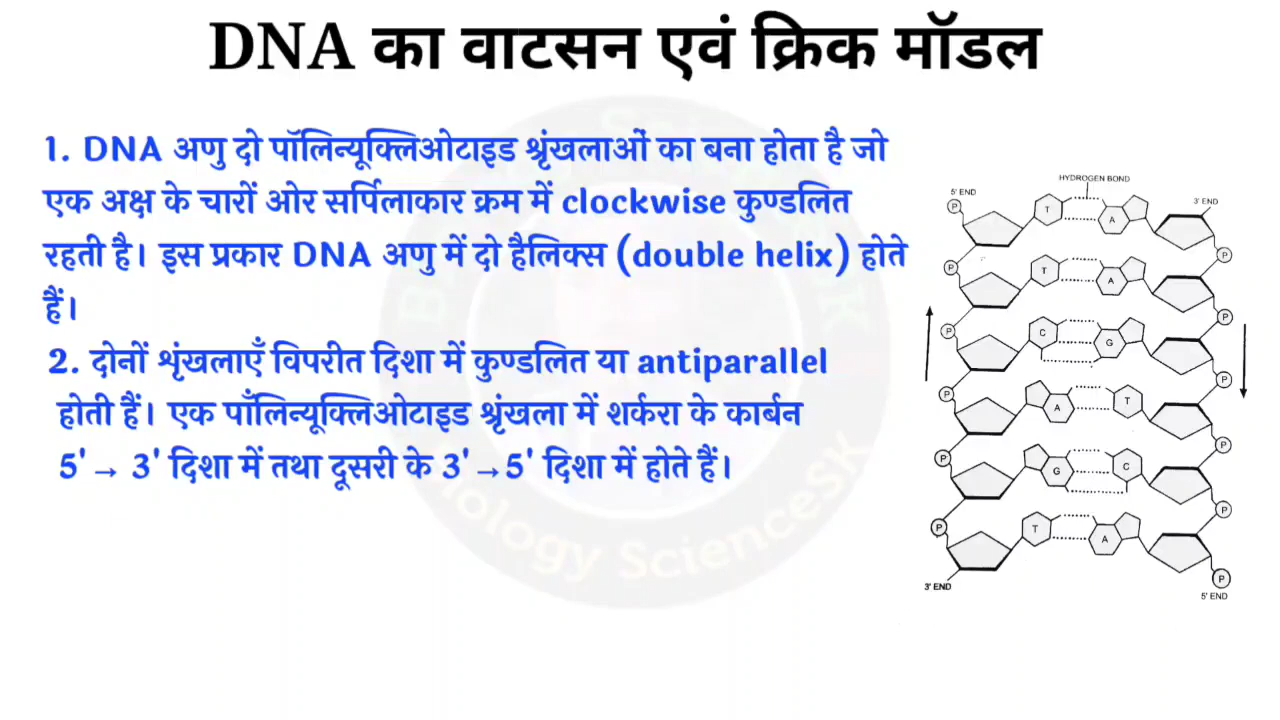 DNA का वाटसन एवं क्रिक मॉडल
1. DNA अणु दो पॉलिन्यूक्लिओटाइड श्रृंखलाओं का बना होता है जो
एक अक्ष के चारों ओर सर्पिलाकार क्रम में clockwise कुण्डलित
रहती है। इस प्रकार DNA अणु में दो हैलिक्स (double helix) होते
हैं।
2. दोनों शृंखलाएँ विपरीत दिशा में कुण्डलित या antiparallel
होती हैं। एक पाँलिन्यूक्लिओटाइड श्रृंखला में शर्करा के कार्बन
5'→ 3' दिशा में तथा दूसरी के 3'→5' दिशा में होते हैं।
HYDROGEN BOND
5' END
3' END
P T A
P
P T A
P
P C G
P
P A T
P
P G C
P
P T A
P
3' END
5' END
ology ScienceSK